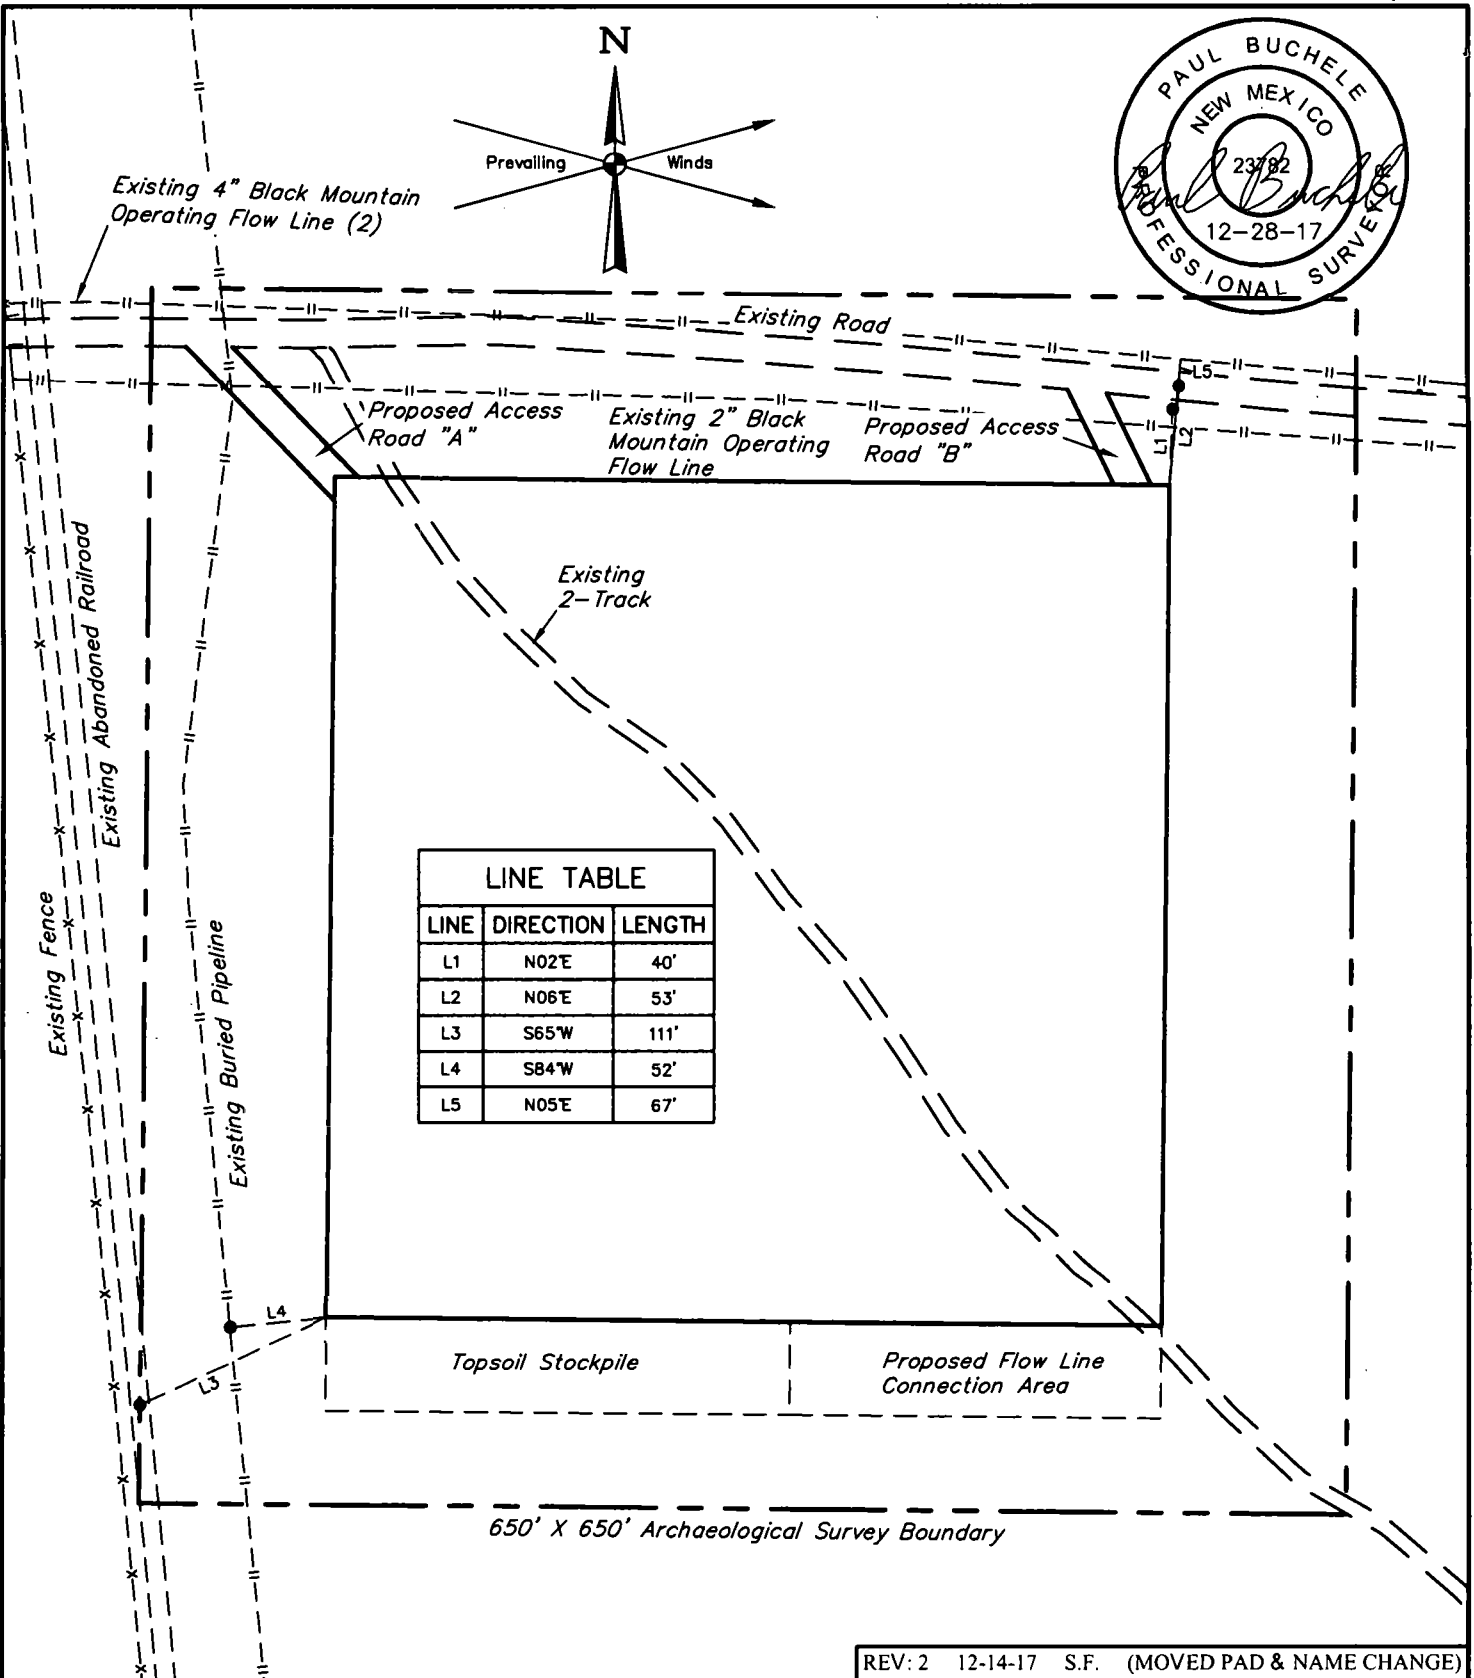 N
Prevailing Winds
PAUL BUCHELE
NEW MEXICO
23782
12-28-17
PROFESSIONAL SURVEYOR
Existing 4" Black Mountain
Operating Flow Line (2)
Existing Road
L5
Proposed Access
Road "A"
Existing 2" Black
Mountain Operating
Flow Line
Proposed Access
Road "B"
L1
L2
Existing Abandoned Railroad
Existing
2-Track
Existing Fence
Existing Buried Pipeline
LINE TABLE
LINE DIRECTION LENGTH
L1 N02°E 40'
L2 N06°E 53'
L3 S65°W 111'
L4 S84°W 52'
L5 N05°E 67'
L4
L3
Topsoil Stockpile
Proposed Flow Line
Connection Area
650' X 650' Archaeological Survey Boundary
REV: 2 12-14-17 S.F. (MOVED PAD & NAME CHANGE)